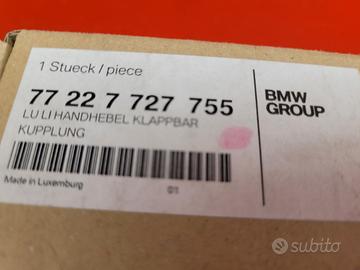 1 Stueck / piece
77 22 7 727 755
LU LI HANDHEBEL KLAPPBAR
KUPPLUNG
BMW
GROUP
Made in Luxemburg
01
subito